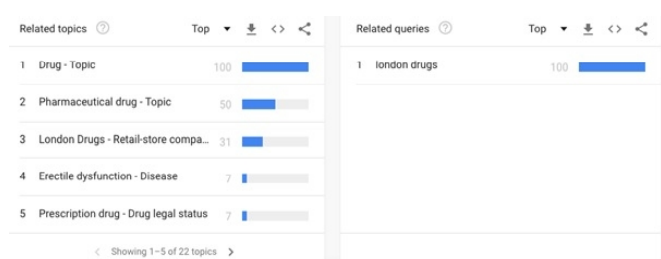 Related topics
Top
1 Drug - Topic 100
2 Pharmaceutical drug - Topic 50
3 London Drugs - Retail-store compa... 31
4 Erectile dysfunction - Disease 7
5 Prescription drug - Drug legal status 7
Showing 1–5 of 22 topics
Related queries
Top
1 london drugs 100